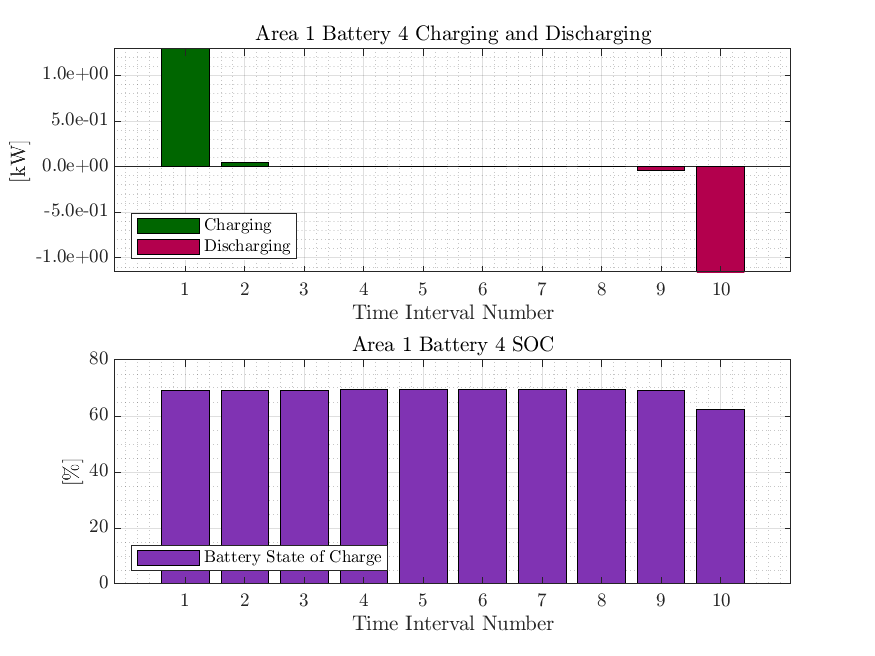 Area 1 Battery 4 Charging and Discharging
1.0e+00
5.0e-01
0.0e+00
-5.0e-01
-1.0e+00
[kW]
Charging
Discharging
1 2 3 4 5 6 7 8 9 10
Time Interval Number
Area 1 Battery 4 SOC
80
60
40
20
0
[%]
Battery State of Charge
1 2 3 4 5 6 7 8 9 10
Time Interval Number